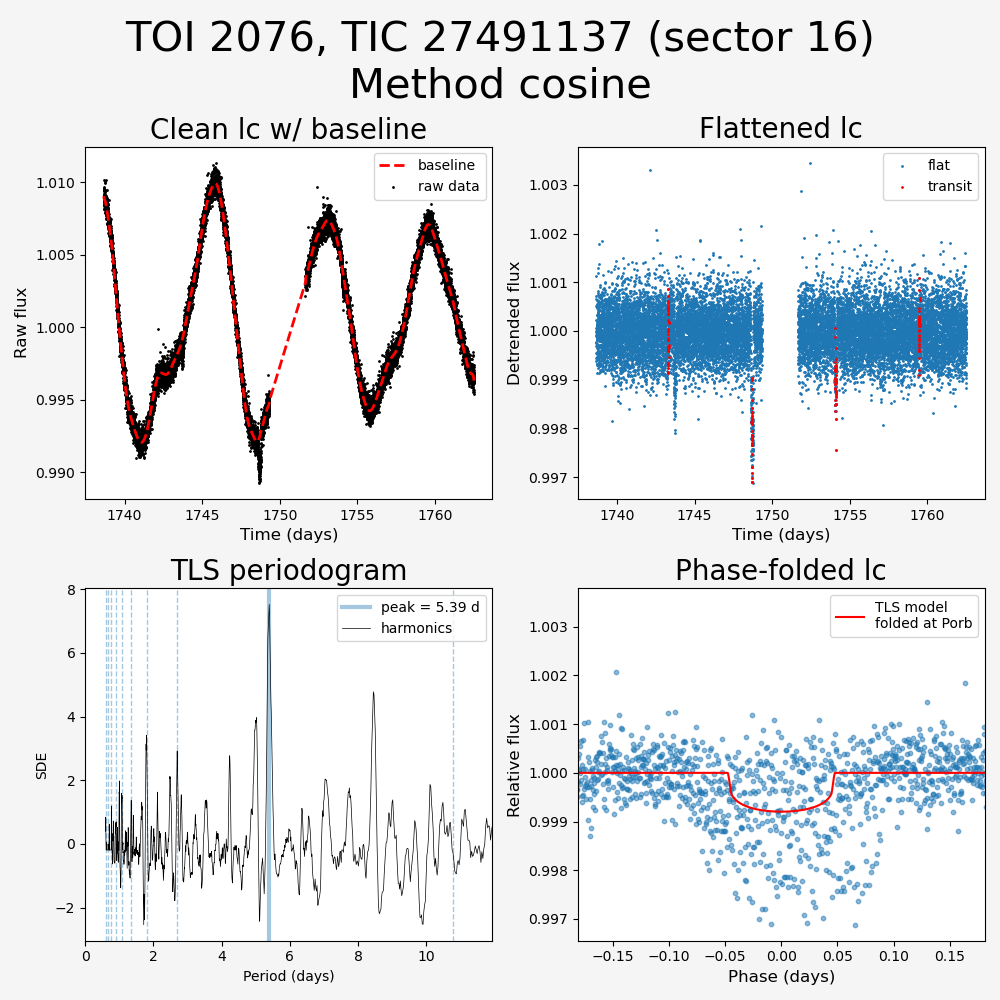 TOI 2076, TIC 27491137 (sector 16)
Method cosine
Clean lc w/ baseline
baseline
raw data
1.010
1.005
1.000
0.995
0.990
Raw flux
1740
1745
1750
1755
1760
Time (days)
Flattened lc
flat
transit
1.003
1.002
1.001
1.000
0.999
0.998
0.997
Detrended flux
1740
1745
1750
1755
1760
Time (days)
TLS periodogram
peak = 5.39 d
harmonics
8
6
4
2
0
−2
SDE
0
2
4
6
8
10
Period (days)
Phase-folded lc
TLS model
folded at Porb
1.003
1.002
1.001
1.000
0.999
0.998
0.997
Relative flux
−0.15
−0.10
−0.05
0.00
0.05
0.10
0.15
Phase (days)